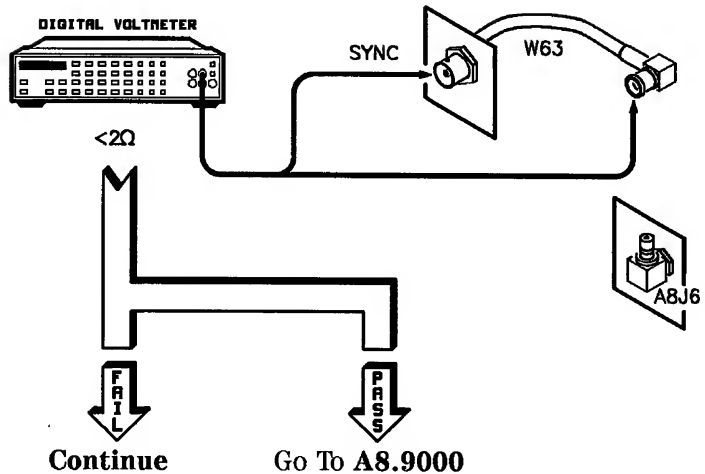 DIGITAL VOLTMETER
SYNC
W63
<2Ω
A8J6
FAIL
PASS
Continue
Go To A8.9000